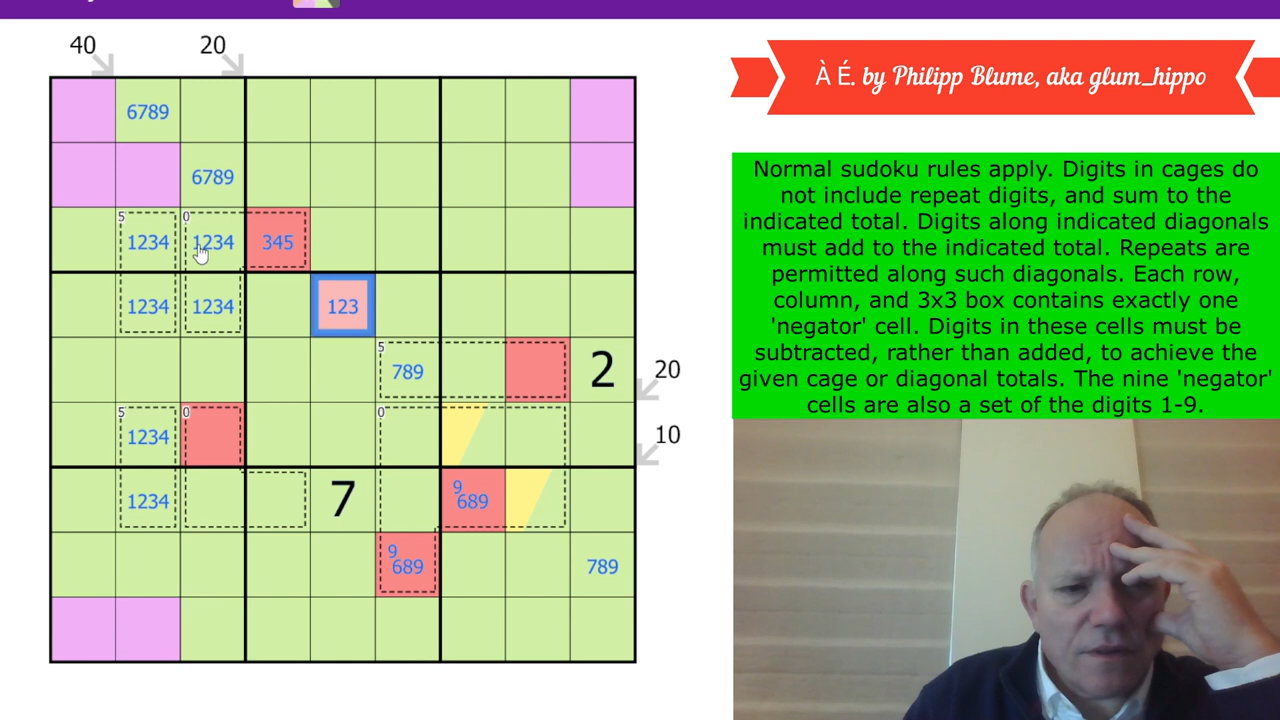 40 20
À É. by Philipp Blume, aka glum_hippo
6789
6789
5 0
1234 1234 345
1234 1234 123
5
789 2 20
5 0 0
1234 10
1234 7 9
689
9
689 789
Normal sudoku rules apply. Digits in cages do
not include repeat digits, and sum to the
indicated total. Digits along indicated diagonals
must add to the indicated total. Repeats are
permitted along such diagonals. Each row,
column, and 3x3 box contains exactly one
'negator' cell. Digits in these cells must be
subtracted, rather than added, to achieve the
given cage or diagonal totals. The nine 'negator'
cells are also a set of the digits 1-9.